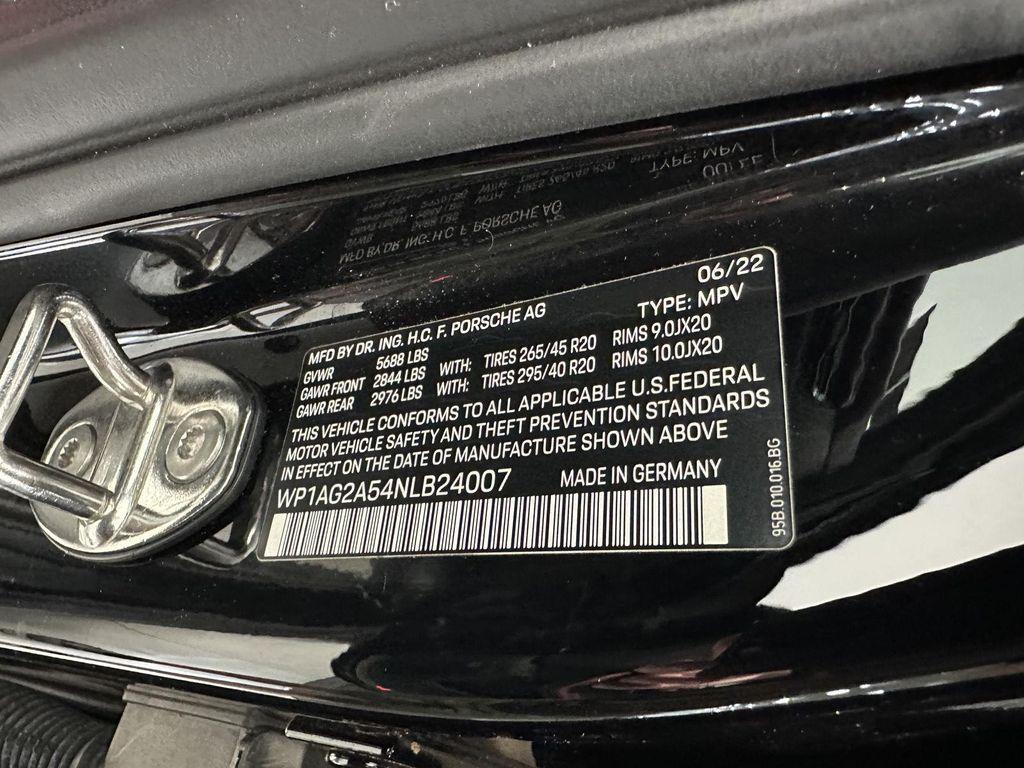 06/22
MFD BY DR. ING. H.C. F. PORSCHE AG TYPE: MPV
GVWR 5688 LBS
GAWR FRONT 2844 LBS WITH: TIRES 265/45 R20 RIMS 9.0JX20
GAWR REAR 2976 LBS WITH: TIRES 295/40 R20 RIMS 10.0JX20
THIS VEHICLE CONFORMS TO ALL APPLICABLE U.S.FEDERAL
MOTOR VEHICLE SAFETY AND THEFT PREVENTION STANDARDS
IN EFFECT ON THE DATE OF MANUFACTURE SHOWN ABOVE
WP1AG2A54NLB24007 MADE IN GERMANY
95B.010.016.BG